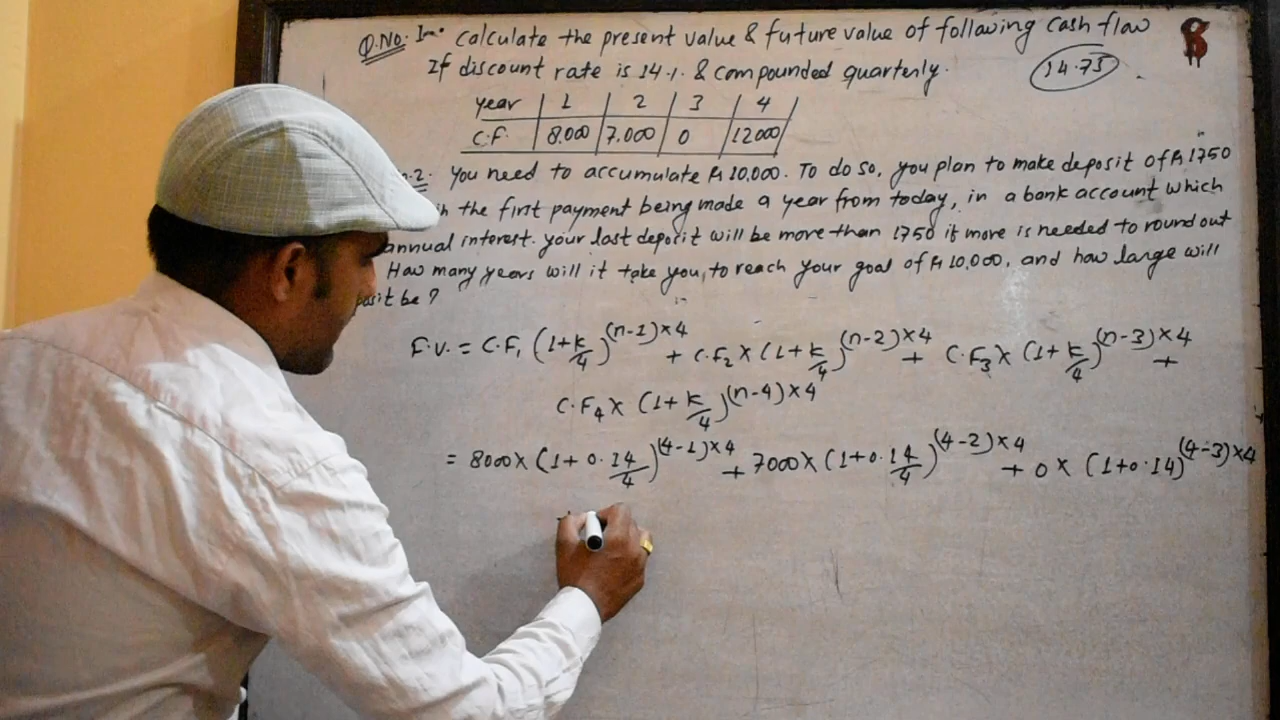 Q.No. 1. Calculate the present value & future value of following cash flow
If discount rate is 14.1. & compounded quarterly.
14.75
year | 1 | 2 | 3 | 4
C.F. | 8.000 | 7.000 | 0 | 12000
2. You need to accumulate Rs 10,000. To do so, you plan to make deposit of Rs 1750
the first payment being made a year from today, in a bank account which
annual interest. your last deposit will be more than 1750 if more is needed to round out
How many years will it take you, to reach your goal of Rs 10,000, and how large will
be ?
F.V. = C.F₁ (1+k/4)^(n-1)×4 + C.F₂ × (1+k/4)^(n-2)×4 + C.F₃ × (1+k/4)^(n-3)×4 +
C.F₄ × (1+k/4)^(n-4)×4
= 8000 × (1+0.14/4)^(4-1)×4 + 7000 × (1+0.14/4)^(4-2)×4 + 0 × (1+0.14)^(4-3)×4